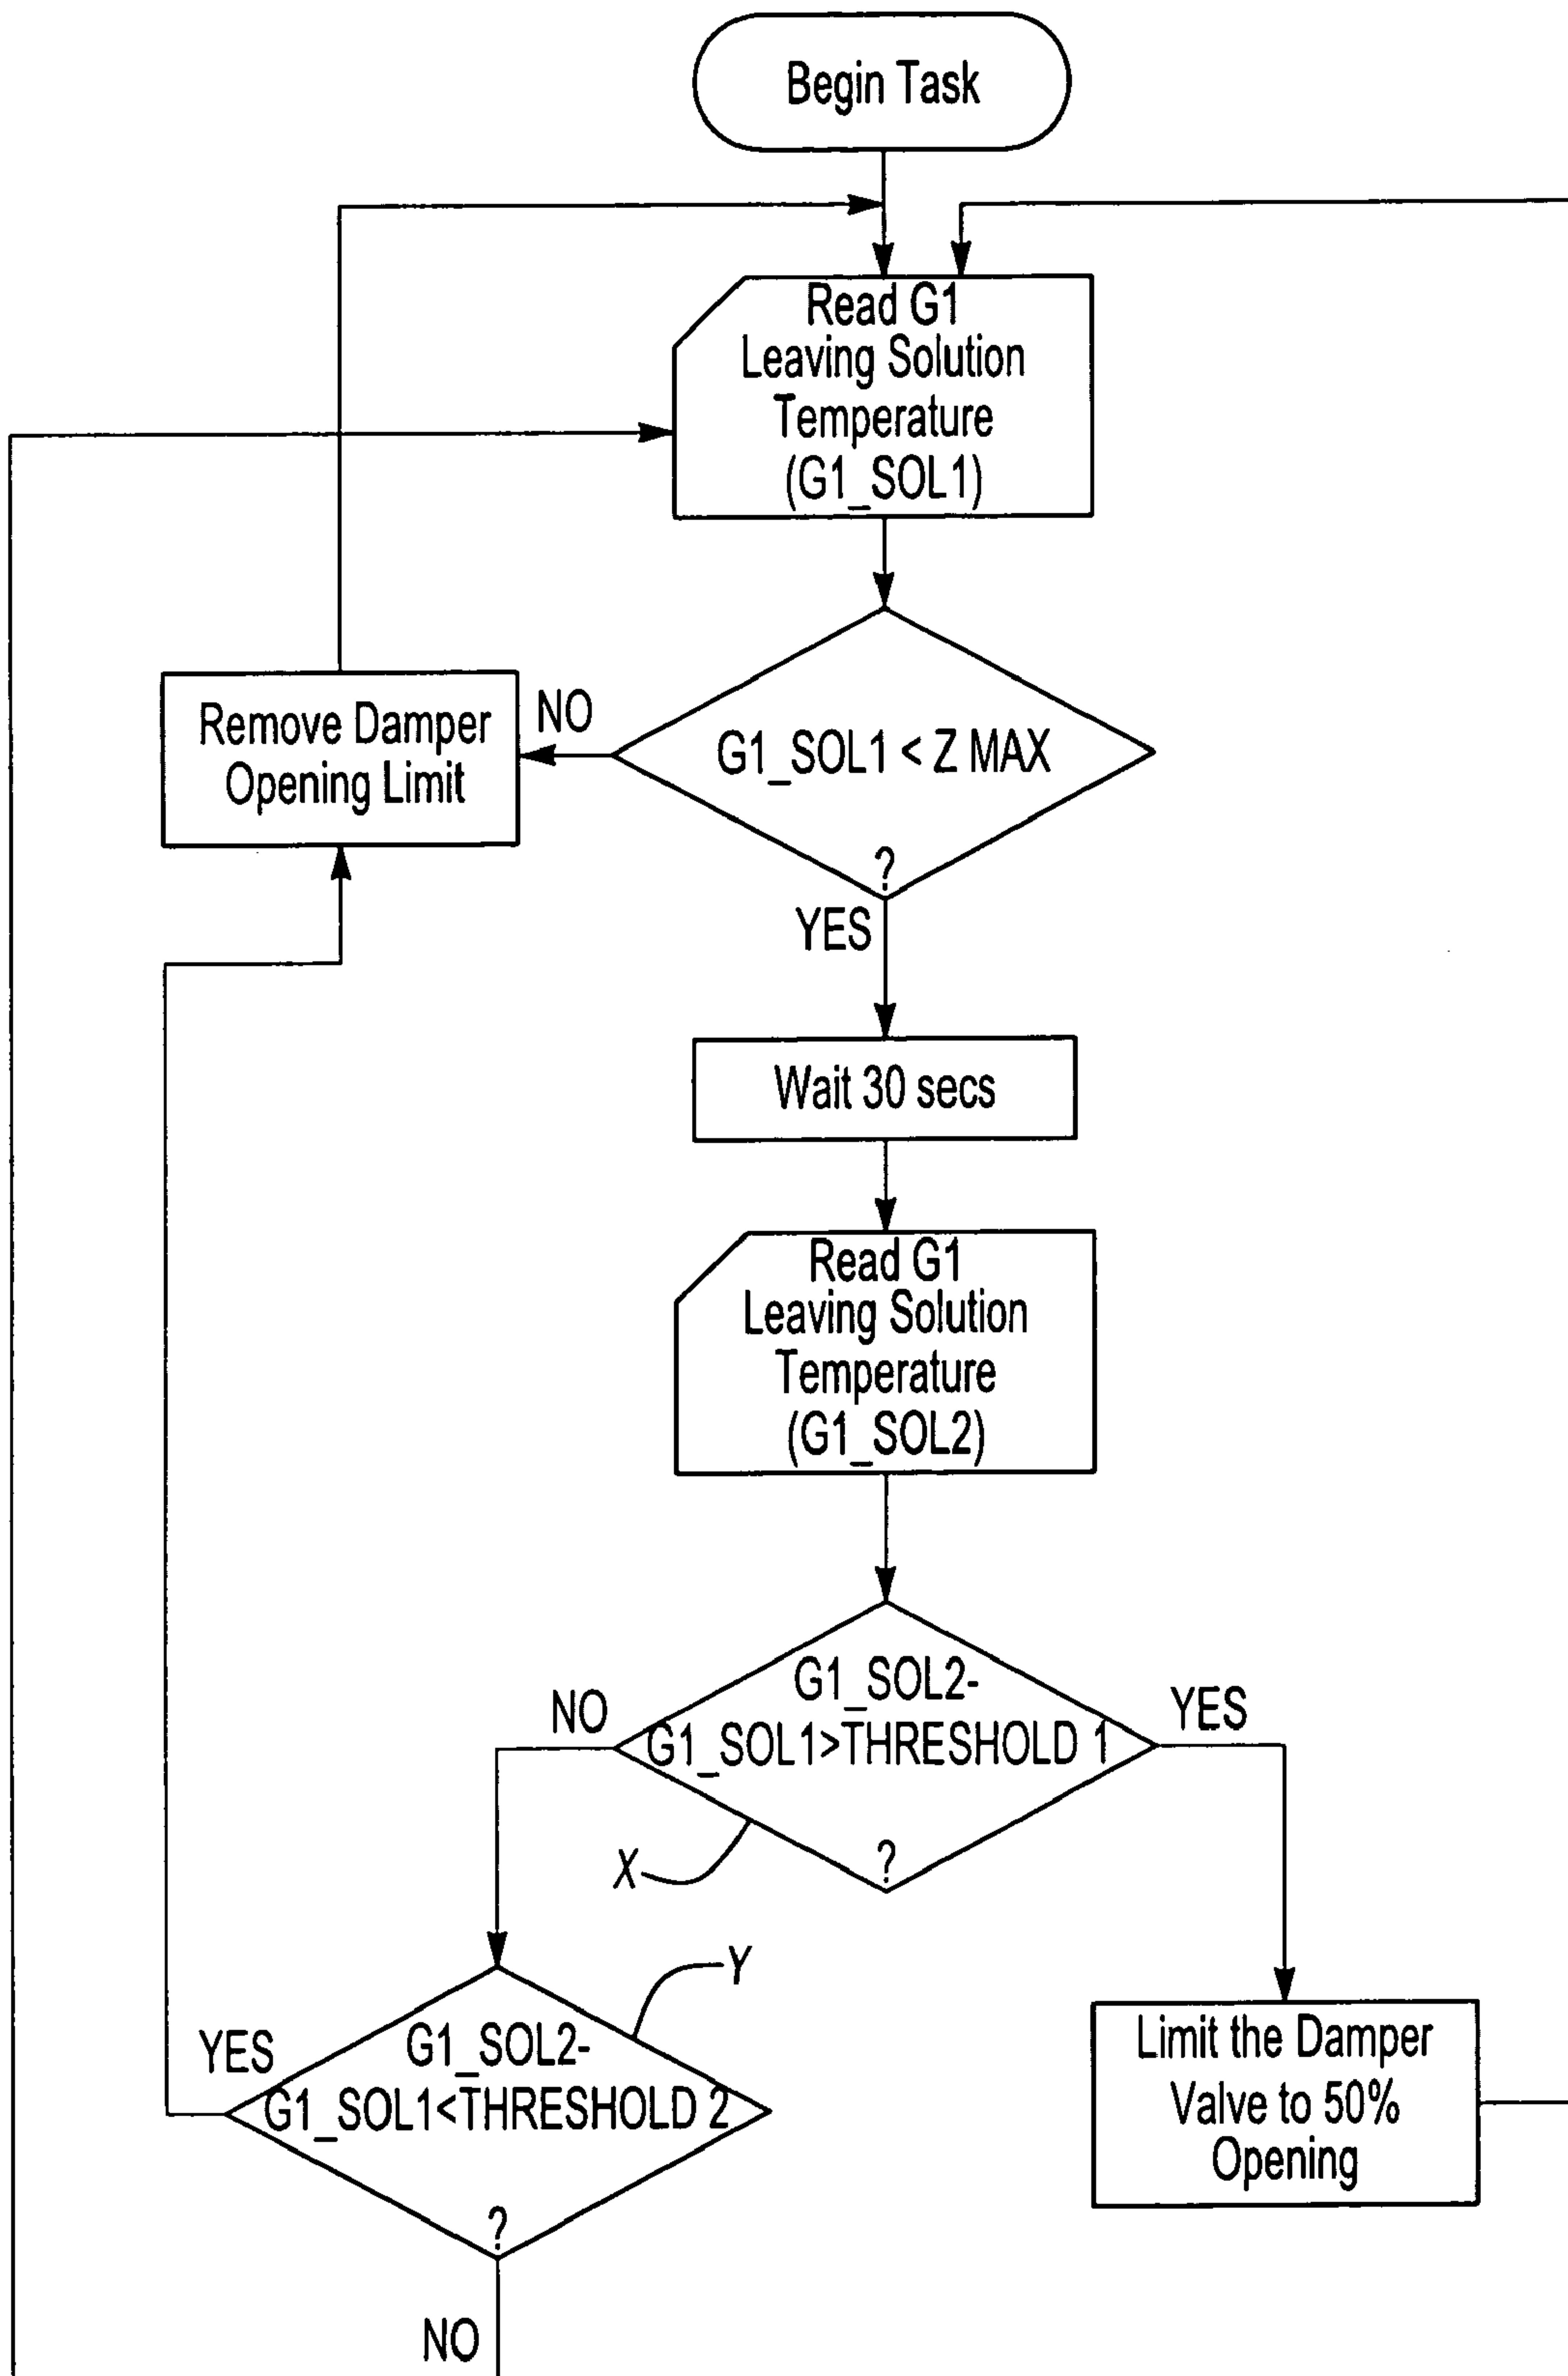 Begin Task
Read G1
Leaving Solution
Temperature
(G1_SOL1)
Remove Damper
Opening Limit
NO
G1_SOL1 < Z MAX
?
YES
Wait 30 secs
Read G1
Leaving Solution
Temperature
(G1_SOL2)
NO
G1_SOL2-
G1_SOL1>THRESHOLD 1
?
YES
X
Y
YES
G1_SOL2-
G1_SOL1<THRESHOLD 2
?
NO
Limit the Damper
Valve to 50%
Opening